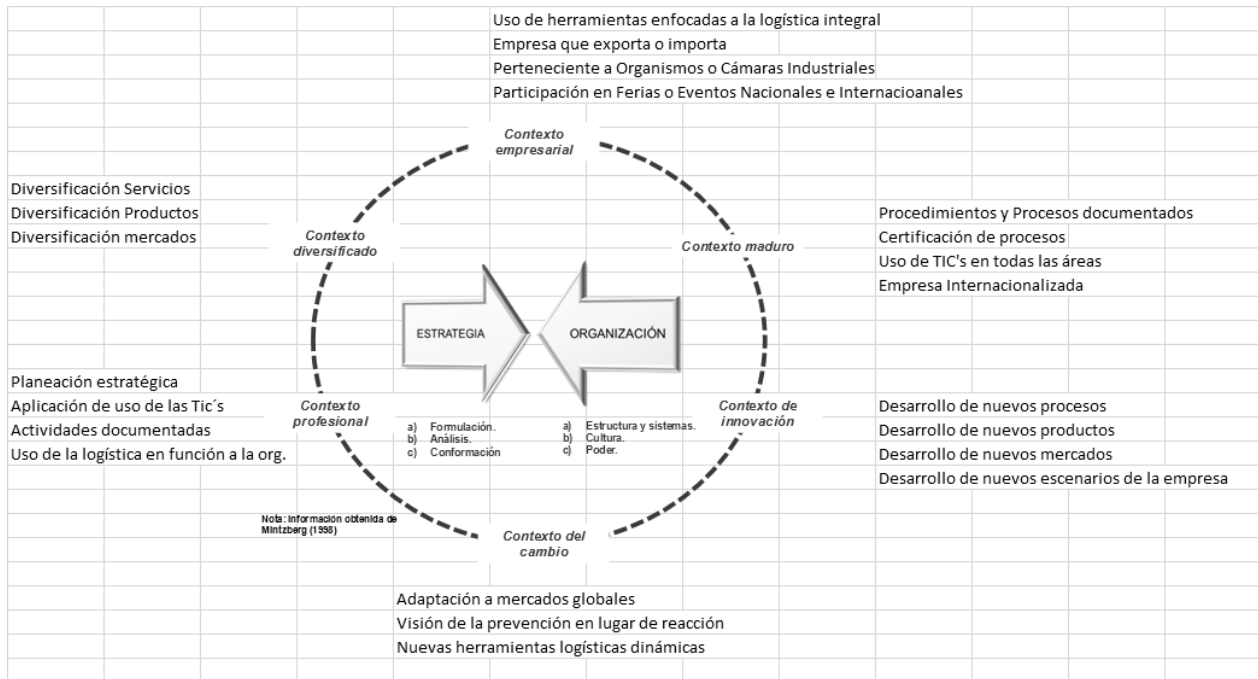 Uso de herramientas enfocadas a la logística integral
Empresa que exporta o importa
Perteneciente a Organismos o Cámaras Industriales
Participación en Ferias o Eventos Nacionales e Internacioanales
Contexto
empresarial
Diversificación Servicios
Diversificación Productos
Diversificación mercados
Contexto
diversificado
Contexto maduro
Procedimientos y Procesos documentados
Certificación de procesos
Uso de TIC's en todas las áreas
Empresa Internacionalizada
ESTRATEGIA
ORGANIZACIÓN
Planeación estratégica
Aplicación de uso de las Tic´s
Actividades documentadas
Uso de la logística en función a la org.
Contexto
profesional
a) Formulación.
b) Análisis.
c) Conformación
a) Estructura y sistemas.
b) Cultura.
c) Poder.
Contexto de
innovación
Desarrollo de nuevos procesos
Desarrollo de nuevos productos
Desarrollo de nuevos mercados
Desarrollo de nuevos escenarios de la empresa
Nota: Información obtenida de
Mintzberg (1998)
Contexto del
cambio
Adaptación a mercados globales
Visión de la prevención en lugar de reacción
Nuevas herramientas logísticas dinámicas